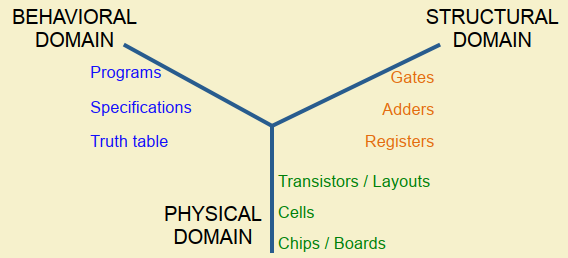 BEHAVIORAL
DOMAIN
STRUCTURAL
DOMAIN
Programs
Specifications
Truth table
Gates
Adders
Registers
PHYSICAL
DOMAIN
Transistors / Layouts
Cells
Chips / Boards